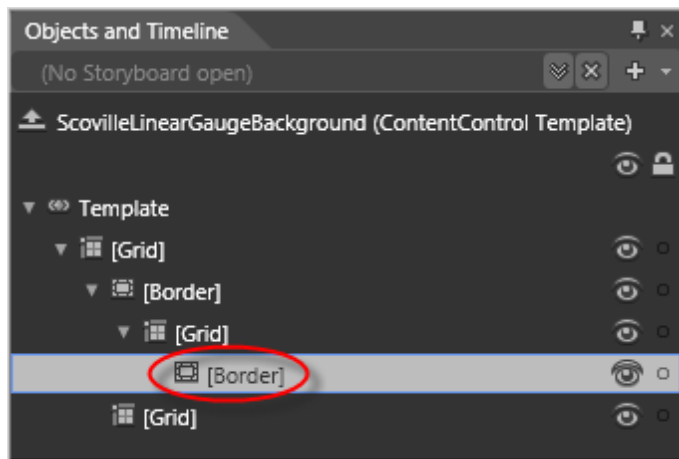 Objects and Timeline
(No Storyboard open)
ScovilleLinearGaugeBackground (ContentControl Template)
Template
[Grid]
[Border]
[Grid]
[Border]
[Grid]